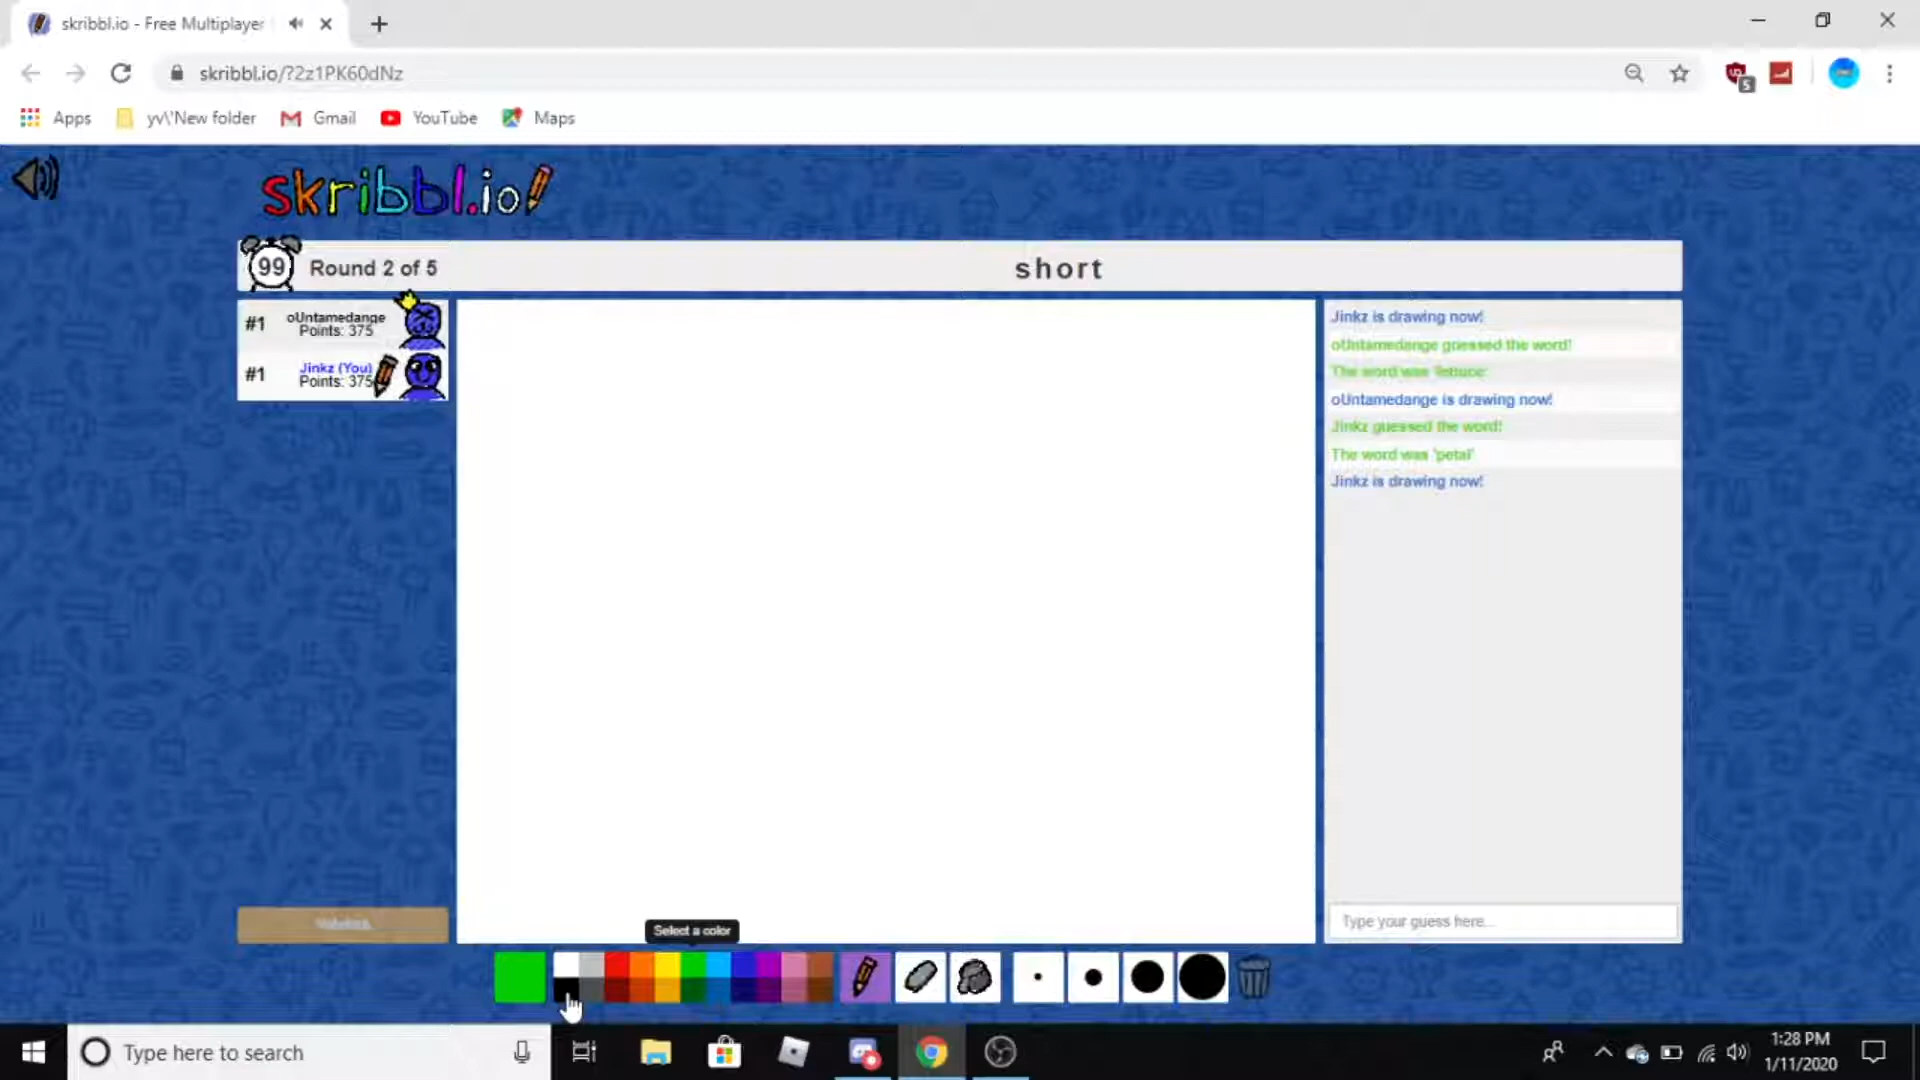 skribbl.io - Free Multiplayer
skribbl.io/?2z1PK60dNz
5
Apps
yv\'New folder
Gmail
YouTube
Maps
skribbl.io
99
Round 2 of 5
short
#1
oUntamedange
Points: 375
#1
Jinkz (You)
Points: 375
Jinkz is drawing now!
oUntamedange guessed the word!
The word was 'lettuce'
oUntamedange is drawing now!
Jinkz guessed the word!
The word was 'petal'
Jinkz is drawing now!
Type your guess here...
Select a color
Type here to search
1:28 PM
1/11/2020